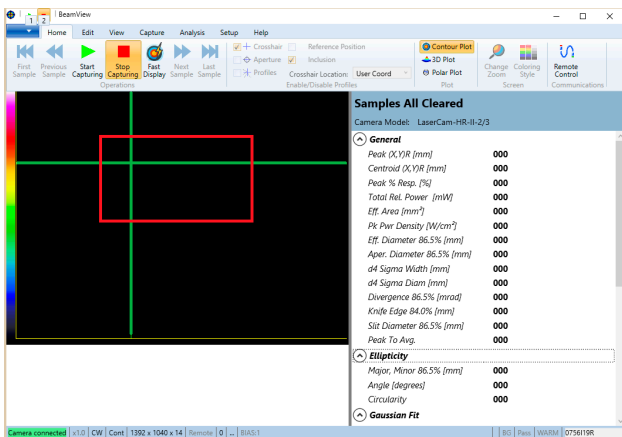 BeamView
1 2
Home Edit View Capture Analysis Setup Help
First Sample
Previous Sample
Start Capturing
Stop Capturing
Fast Display
Next Sample
Last Sample
Operations
Crosshair
Reference Position
Aperture
Inclusion
Profiles
Crosshair Location: User Coord
Enable/Disable Profiles
Contour Plot
3D Plot
Polar Plot
Plot
Change Zoom
Coloring Style
Screen
Remote Control
Communications
Samples All Cleared
Camera Model: LaserCam-HR-II-2/3
General
Peak (X,Y)R [mm] 000
Centroid (X,Y)R [mm] 000
Peak % Resp. [%] 000
Total Rel. Power [mW] 000
Eff. Area [mm²] 000
Pk Pwr Density [W/cm²] 000
Eff. Diameter 86.5% [mm] 000
Aper. Diameter 86.5% [mm] 000
d4 Sigma Width [mm] 000
d4 Sigma Diam [mm] 000
Divergence 86.5% [mrad] 000
Knife Edge 84.0% [mm] 000
Slit Diameter 86.5% [mm] 000
Peak To Avg. 000
Ellipticity
Major, Minor 86.5% [mm] 000
Angle [degrees] 000
Circularity 000
Gaussian Fit
Camera connected x1.0 CW Cont 1392 x 1040 x 14 Remote 0 ... BIAS:1 BG Pass WARM 0756I19R